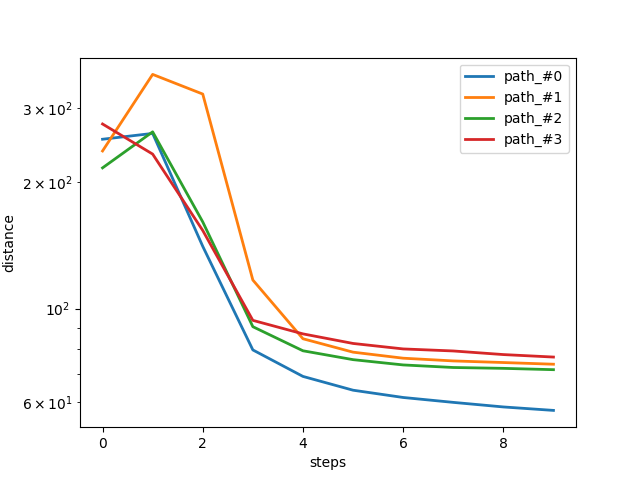 path_#0
path_#1
path_#2
path_#3
3 × 10²
2 × 10²
10²
6 × 10¹
distance
0 2 4 6 8
steps